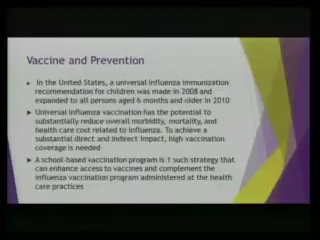 Vaccine and Prevention
In the United States, a universal influenza immunization
recommendation for children was made in 2008 and
expanded to all persons aged 6 months and older in 2010
Universal influenza vaccination has the potential to
substantially reduce overall morbidity, mortality, and
health care cost related to influenza. To achieve a
substantial direct and indirect impact, high vaccination
coverage is needed
A school-based vaccination program is 1 such strategy that
can enhance access to vaccines and complement the
influenza vaccination program administered at the health
care practices